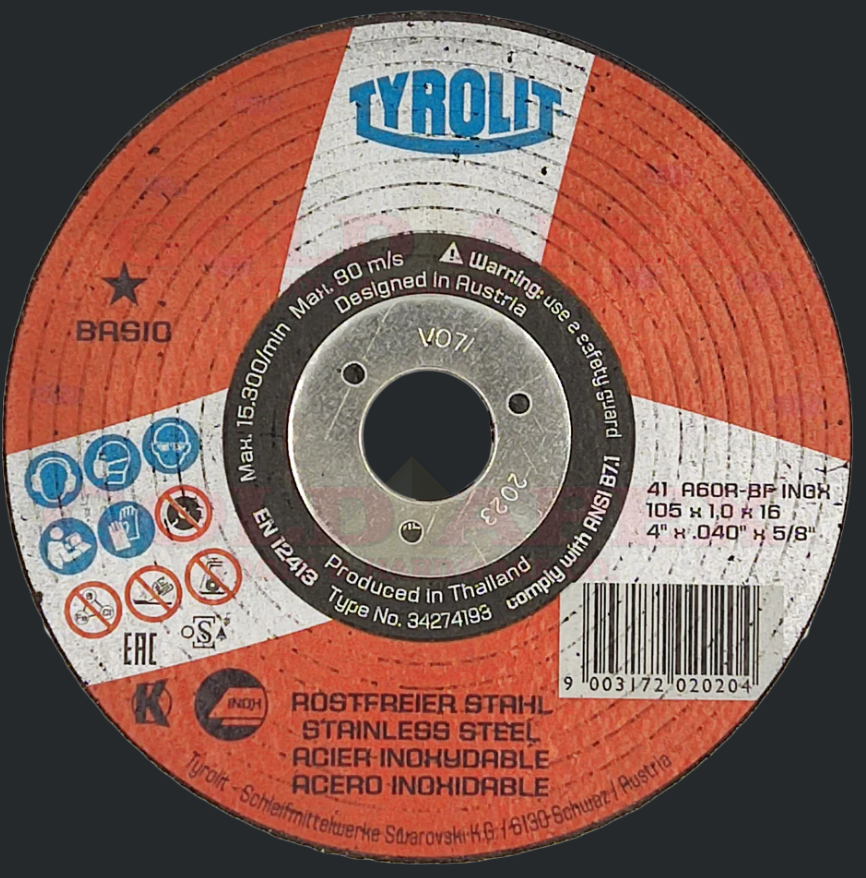 TYROLIT
★
BASIC
Max. 15.300/min Max. 80 m/s
Designed in Austria
⚠ Warning: use a safety guard
comply with ANSI B7.1
EN 12413
Produced in Thailand
Type No. 34274193
V07/
2023
41 A60R-BF INOX
105 x 1,0 x 16
4" x .040" x 5/8"
9 003172 020204
EAC
S
K
INOX
ROSTFREIER STAHL
STAINLESS STEEL
ACIER INOXYDABLE
ACERO INOXIDABLE
Tyrolit - Schleifmittelwerke Swarovski K.G. / 6130 Schwaz / Austria